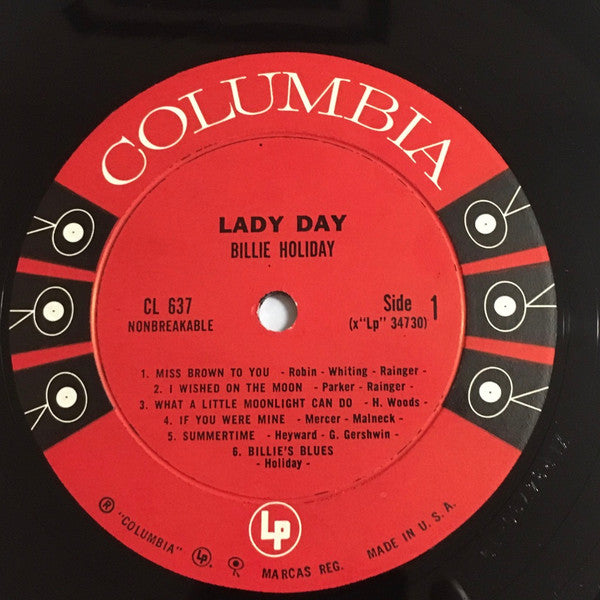 COLUMBIA
LADY DAY
BILLIE HOLIDAY
CL 637
NONBREAKABLE
Side 1
(x"Lp" 34730)
1. MISS BROWN TO YOU - Robin - Whiting - Rainger -
2. I WISHED ON THE MOON - Parker - Rainger -
3. WHAT A LITTLE MOONLIGHT CAN DO - H. Woods -
4. IF YOU WERE MINE - Mercer - Malneck -
5. SUMMERTIME - Heyward - G. Gershwin -
6. BILLIE'S BLUES
- Holiday -
Lp
® "COLUMBIA" Lp. MARCAS REG. MADE IN U. S. A.